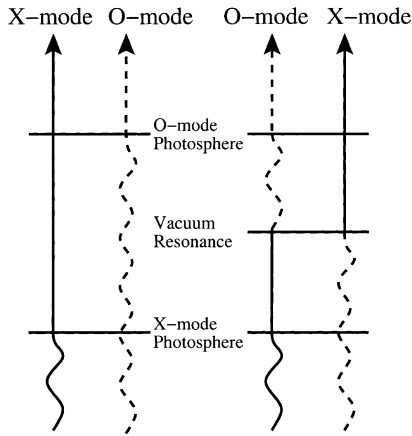 X-mode O-mode O-mode X-mode
O-mode
Photosphere
Vacuum
Resonance
X-mode
Photosphere